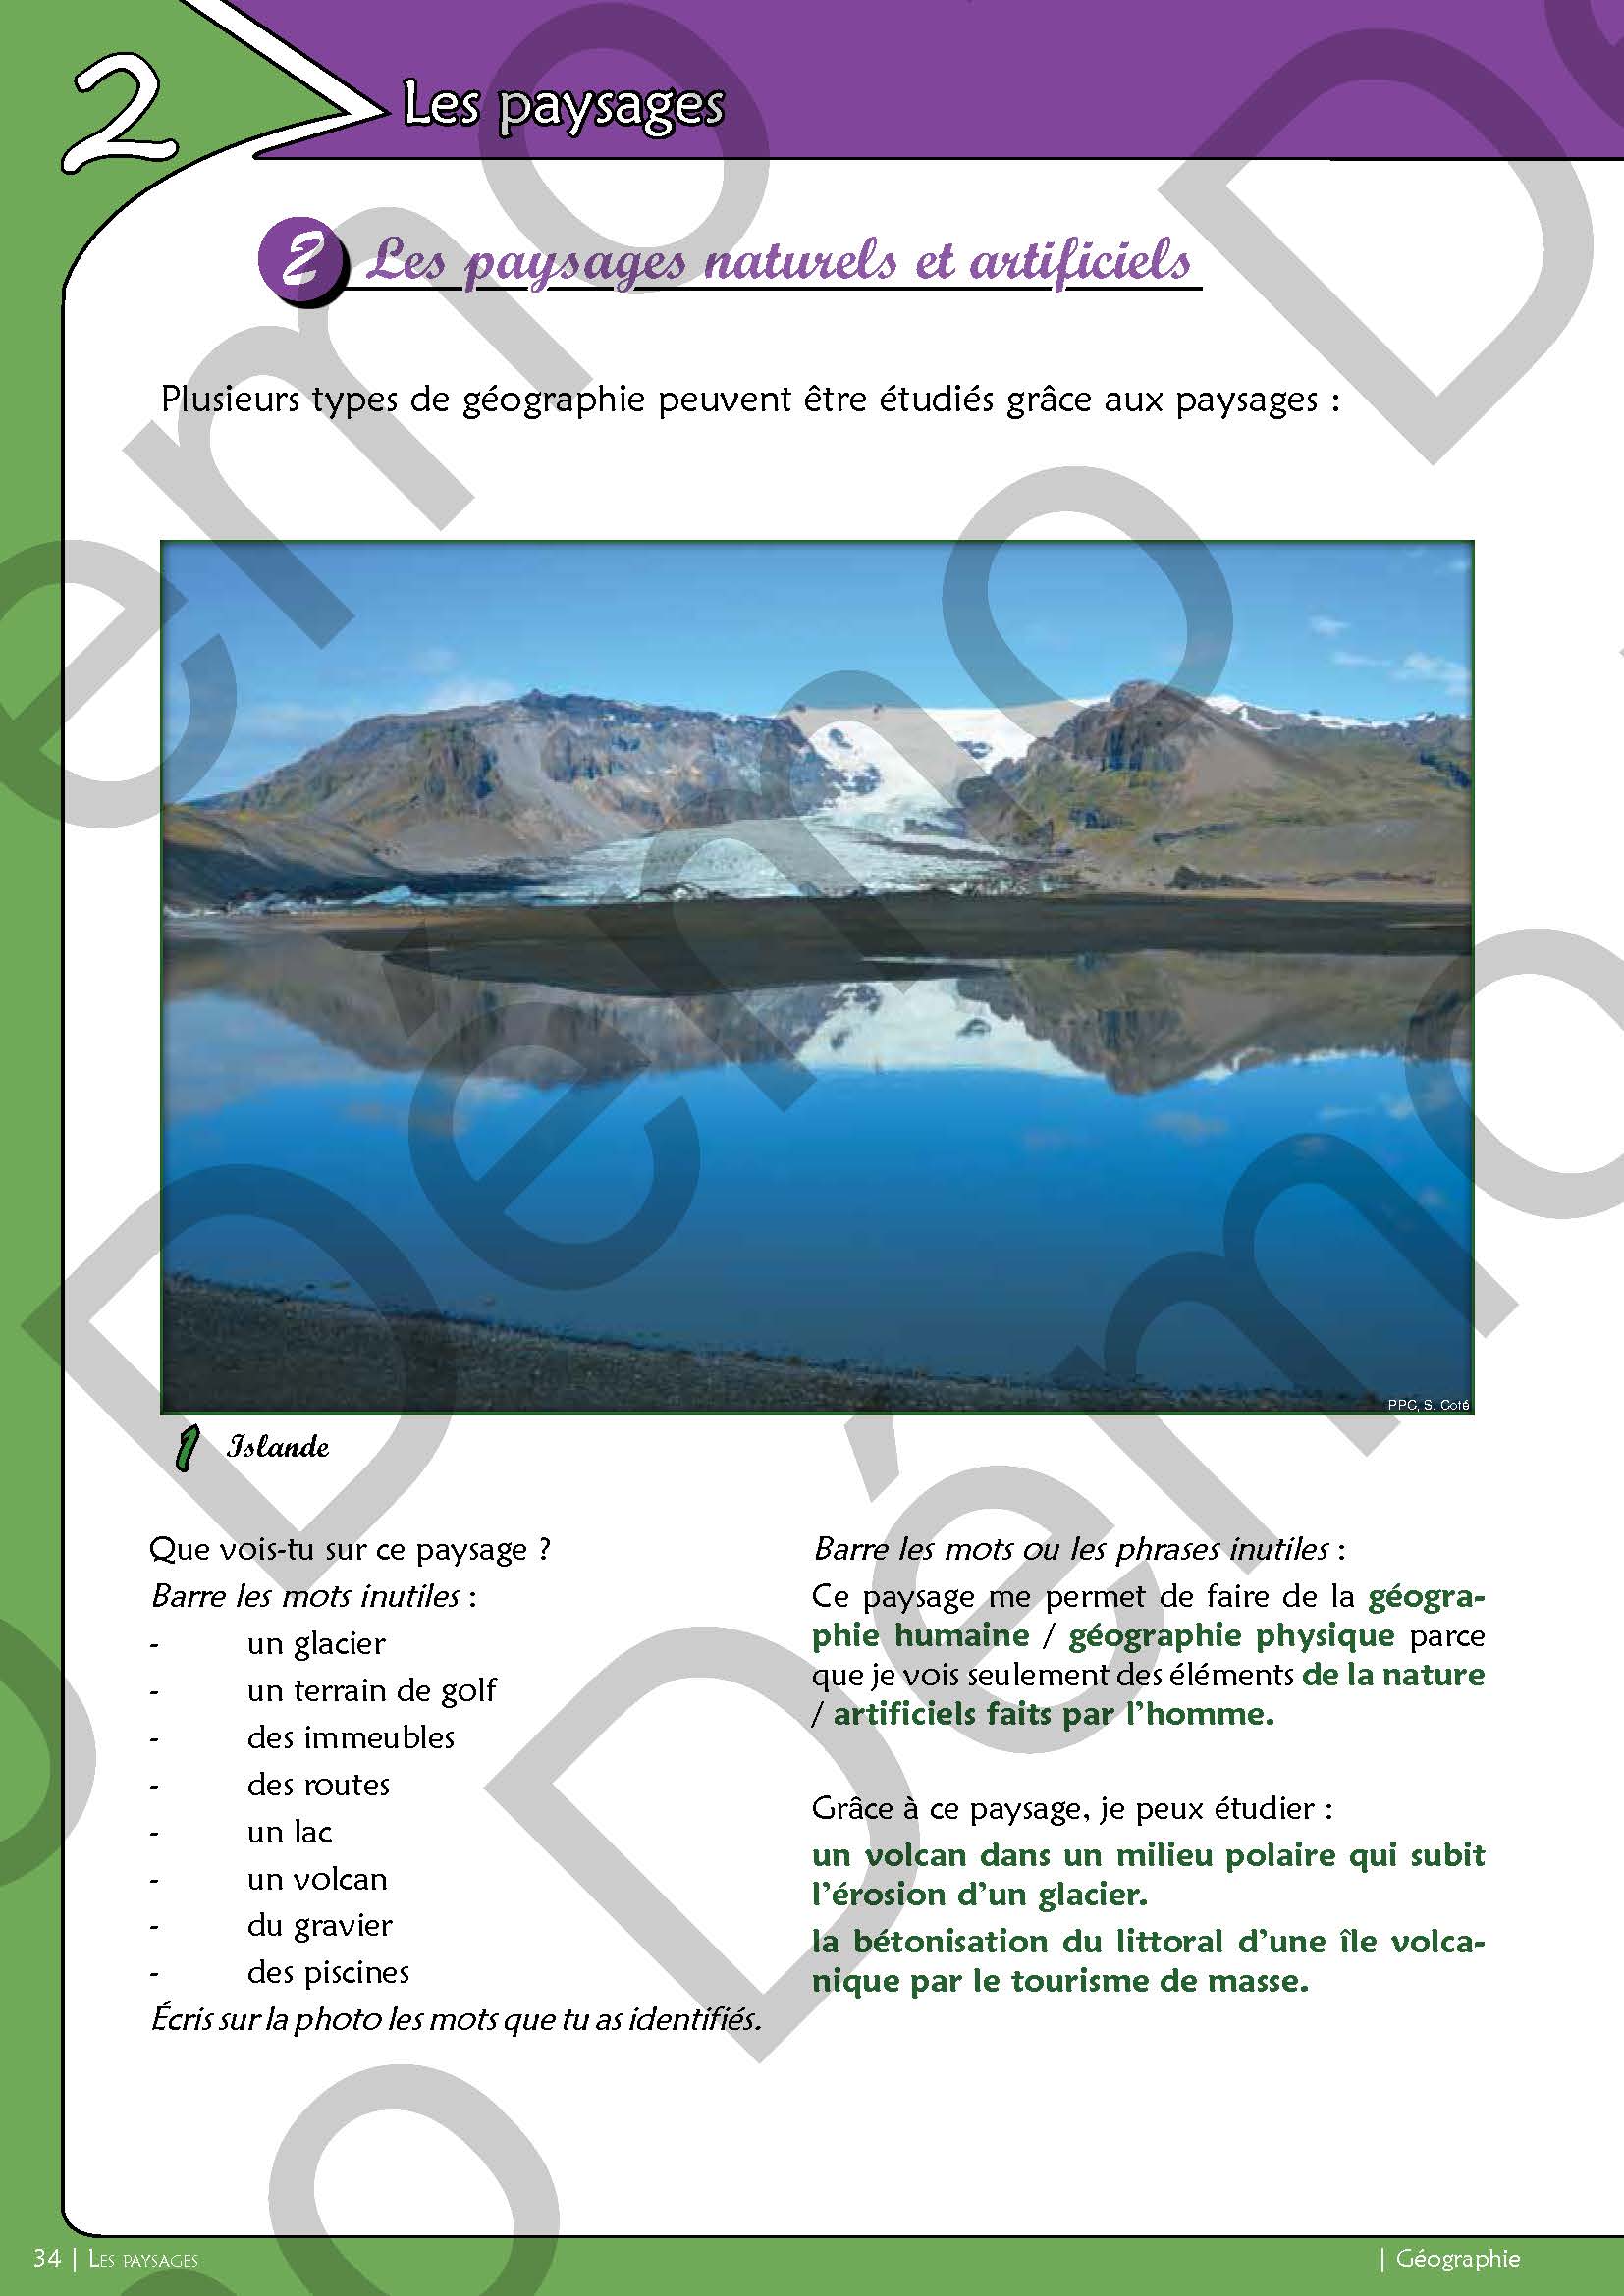 2
Les paysages
2 Les paysages naturels et artificiels
Plusieurs types de géographie peuvent être étudiés grâce aux paysages :
PPC, S. Coté
1 Islande
Que vois-tu sur ce paysage ?
Barre les mots inutiles :
- un glacier
- un terrain de golf
- des immeubles
- des routes
- un lac
- un volcan
- du gravier
- des piscines
Écris sur la photo les mots que tu as identifiés.
Barre les mots ou les phrases inutiles :
Ce paysage me permet de faire de la géogra-
phie humaine / géographie physique parce
que je vois seulement des éléments de la nature
/ artificiels faits par l'homme.
Grâce à ce paysage, je peux étudier :
un volcan dans un milieu polaire qui subit
l'érosion d'un glacier.
la bétonisation du littoral d'une île volca-
nique par le tourisme de masse.
34 | Les paysages
| Géographie
Démo
Démo
Démo
Démo